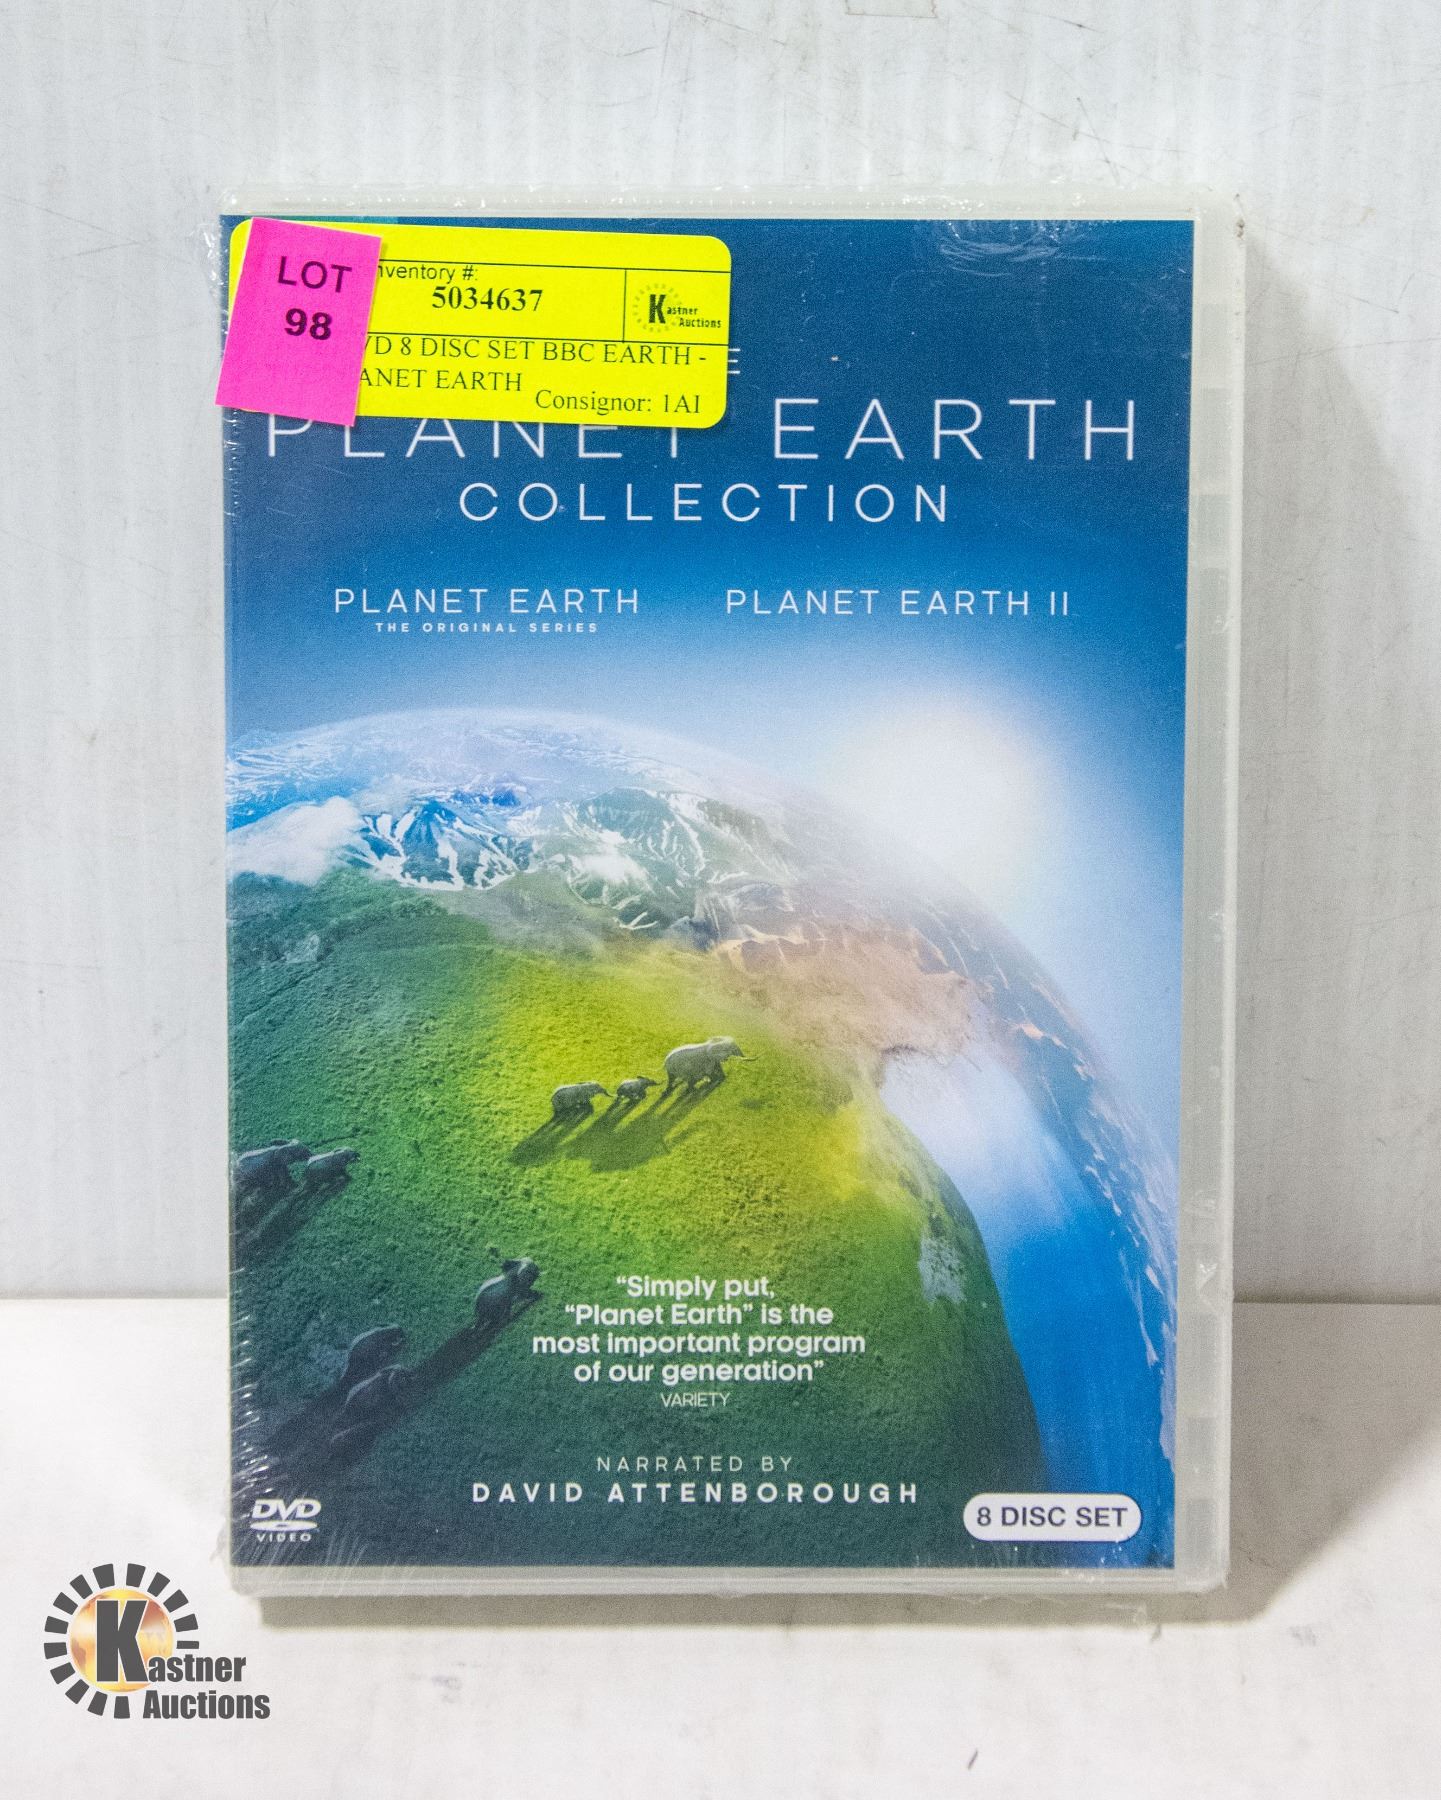 LOT
98
nventory #:
5034637
Kastner
Auctions
VD 8 DISC SET BBC EARTH -
ANET EARTH
Consignor: 1AI
E
PLANET EARTH
COLLECTION
PLANET EARTH
THE ORIGINAL SERIES
PLANET EARTH II
“Simply put,
“Planet Earth” is the
most important program
of our generation”
VARIETY
NARRATED BY
DAVID ATTENBOROUGH
DVD
VIDEO
8 DISC SET
Kastner
Auctions